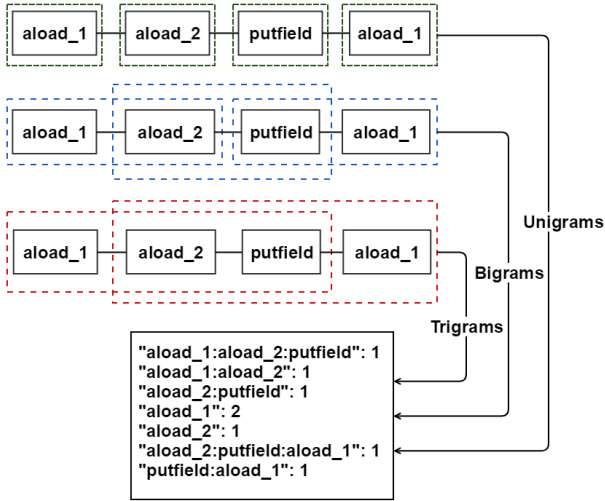 aload_1 aload_2 putfield aload_1
aload_1 aload_2 putfield aload_1
Unigrams
aload_1 aload_2 putfield aload_1
Bigrams
Trigrams
"aload_1:aload_2:putfield": 1
"aload_1:aload_2": 1
"aload_2:putfield": 1
"aload_1": 2
"aload_2": 1
"aload_2:putfield:aload_1": 1
"putfield:aload_1": 1